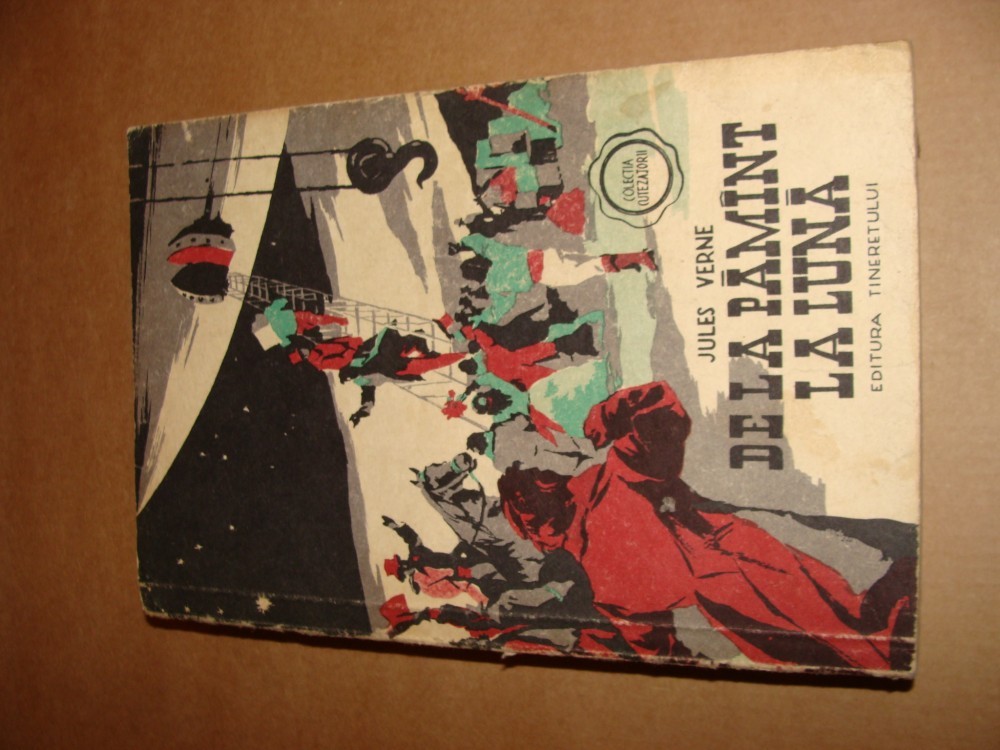 COLECȚIA
CUTEZĂTORII
JULES VERNE
DE LA PĂMÎNT
LA LUNĂ
EDITURA TINERETULUI